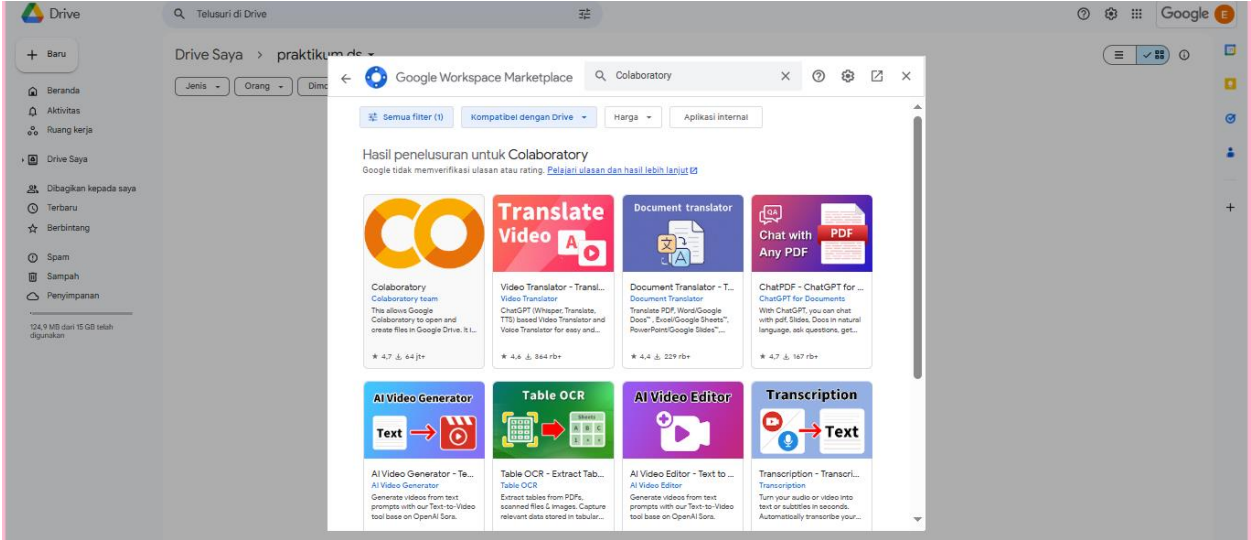 Drive
Telusuri di Drive
Google
E
Baru
Beranda
Aktivitas
Ruang kerja
Drive Saya
Dibagikan kepada saya
Terbaru
Berbintang
Spam
Sampah
Penyimpanan
124,9 MB dari 15 GB telah
digunakan
Drive Saya > praktikum ds
Jenis
Orang
Google Workspace Marketplace
Colaboratory
Semua filter (1)
Kompatibel dengan Drive
Harga
Aplikasi internal
Hasil penelusuran untuk Colaboratory
Google tidak memverifikasi ulasan atau rating. Pelajari ulasan dan hasil lebih lanjut
Colaboratory
Colaboratory team
This allows Google
Colaboratory to open and
create files in Google Drive. It i...
4,7 64 jt+
Translate
Video
A
Video Translator - Transl...
Video Translator
ChatGPT (Whisper, Translate,
TTS) based Video Translator and
Voice Translator for easy and...
4,6 364 rb+
Document translator
文
A
Document Translator - T...
Document Translator
Translate PDF, Word/Google
Docs™, Excel/Google Sheets™,
PowerPoint/Google Slides™,...
4,4 229 rb+
QA
Chat with
Any PDF
PDF
ChatPDF - ChatGPT for ...
ChatGPT for Documents
With ChatGPT, you can chat
with pdf, Slides, Docs in natural
language, ask questions, get...
4,7 167 rb+
AI Video Generator
Text
AI Video Generator - Te...
AI Video Generator
Generate videos from text
prompts with our Text-to-Video
tool base on OpenAI Sora.
Table OCR
Sheets
A B C
Table OCR - Extract Tab...
Table OCR
Extract tables from PDFs,
scanned files & images. Capture
relevant data stored in tabular...
AI Video Editor
AI Video Editor - Text to ...
AI Video Editor
Generate videos from text
prompts with our Text-to-Video
tool base on OpenAI Sora.
Transcription
Text
Transcription - Transcri...
Transcription
Turn your audio or video into
text or subtitles in seconds.
Automatically transcribe your...